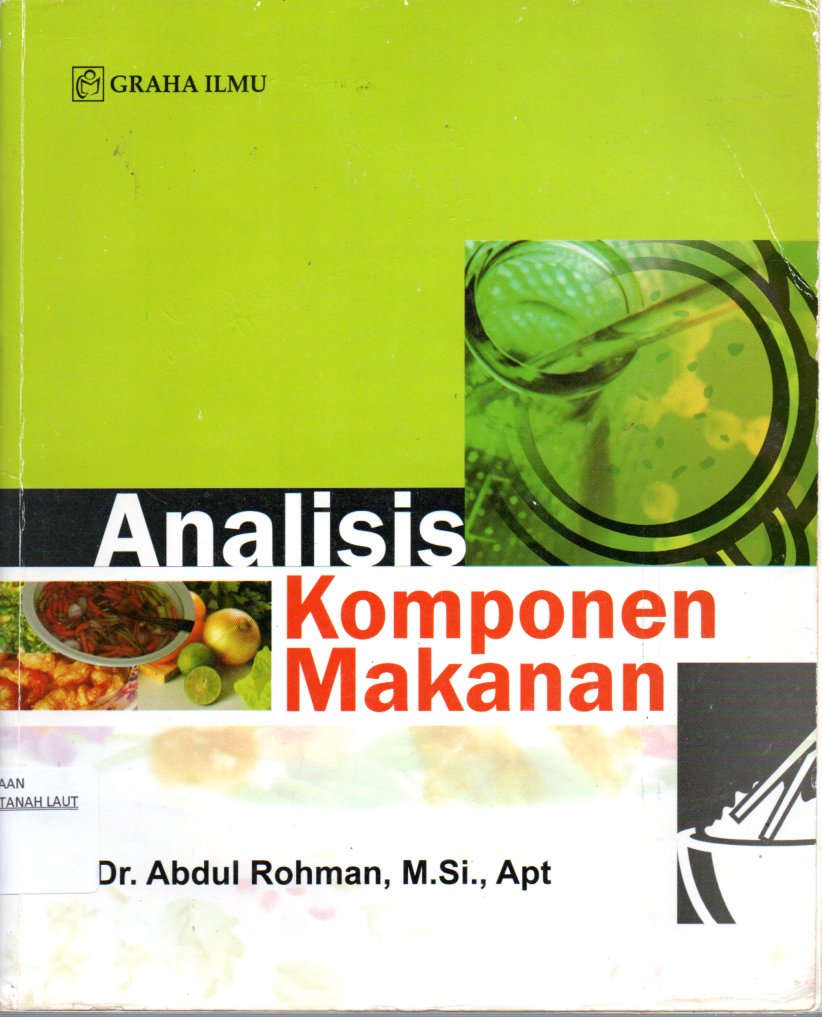 GRAHA ILMU
Analisis
Komponen
Makanan
AAN
TANAH LAUT
Dr. Abdul Rohman, M.Si., Apt